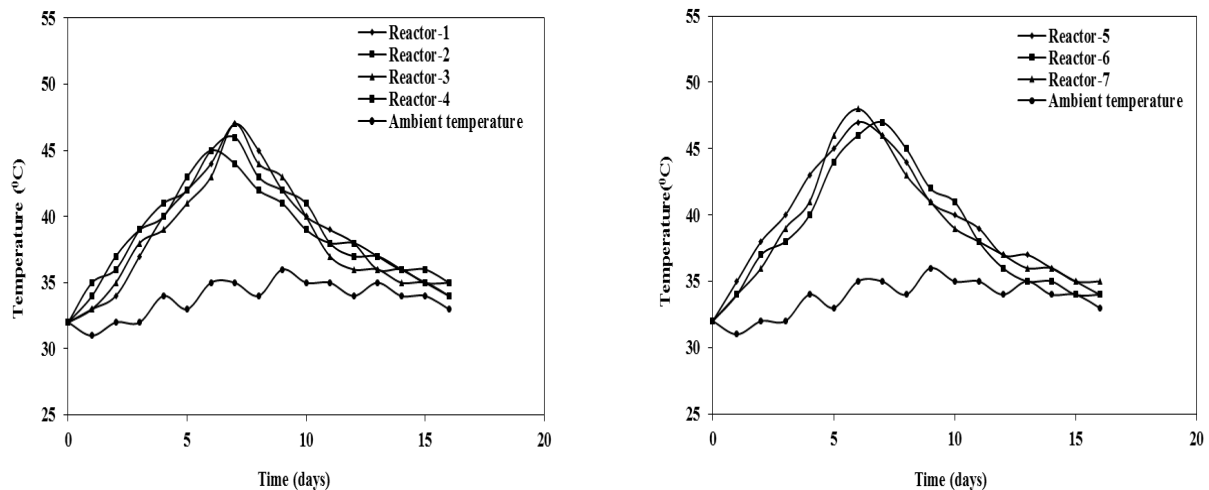 55
50
45
40
35
30
25
0
5
10
15
20
Temperature (⁰C)
Time (days)
Reactor-1
Reactor-2
Reactor-3
Reactor-4
Ambient temperature
55
50
45
40
35
30
25
0
5
10
15
20
Temperature(⁰C)
Time (days)
Reactor-5
Reactor-6
Reactor-7
Ambient temperature